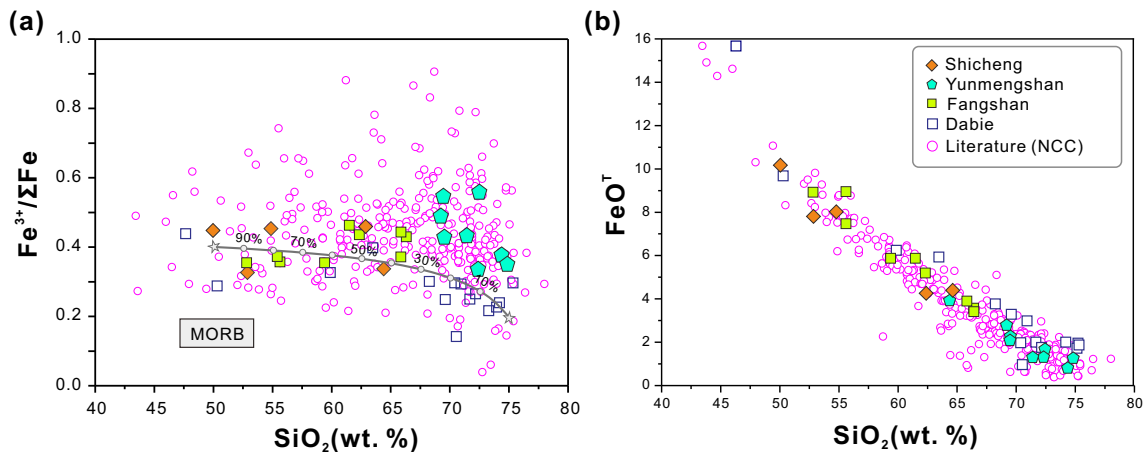 (a)
1.0
0.8
0.6
0.4
0.2
0.0
Fe³⁺/ΣFe
90%
70%
50%
30%
10%
MORB
40 45 50 55 60 65 70 75 80
SiO₂(wt. %)
(b)
16
14
12
10
8
6
4
2
0
FeOᵀ
Shicheng
Yunmengshan
Fangshan
Dabie
Literature (NCC)
40 45 50 55 60 65 70 75 80
SiO₂(wt. %)